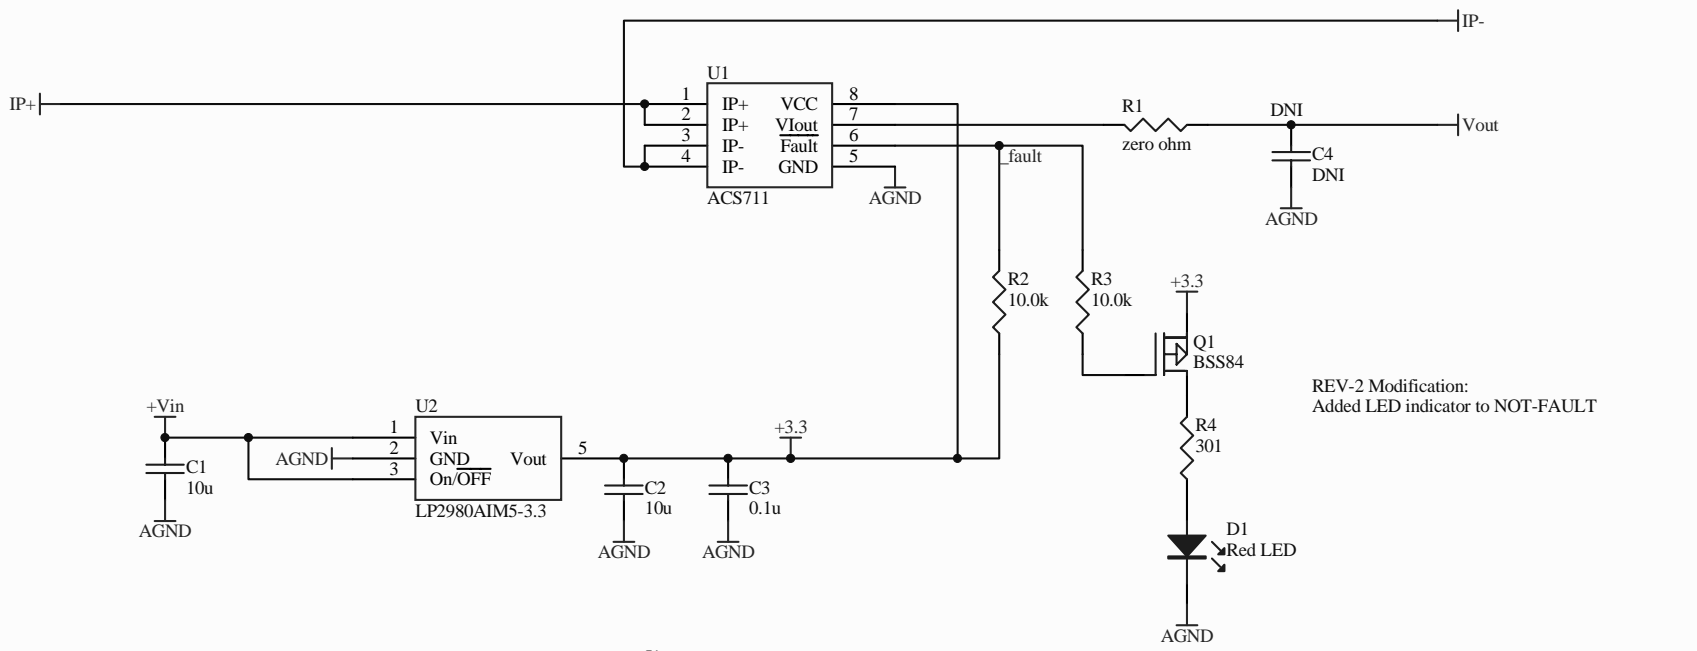 IP-
U1
IP+
1
IP+
VCC
8
2
IP+
VIout
7
3
IP-
Fault
6
4
IP-
GND
5
ACS711
AGND
_fault
R1
zero ohm
DNI
Vout
C4
DNI
AGND
R2
10.0k
R3
10.0k
+3.3
Q1
BSS84
REV-2 Modification:
Added LED indicator to NOT-FAULT
R4
301
D1
Red LED
AGND
+Vin
C1
10u
AGND
U2
1
Vin
AGND
2
GND
3
On/OFF
Vout
5
LP2980AIM5-3.3
+3.3
C2
10u
AGND
C3
0.1u
AGND